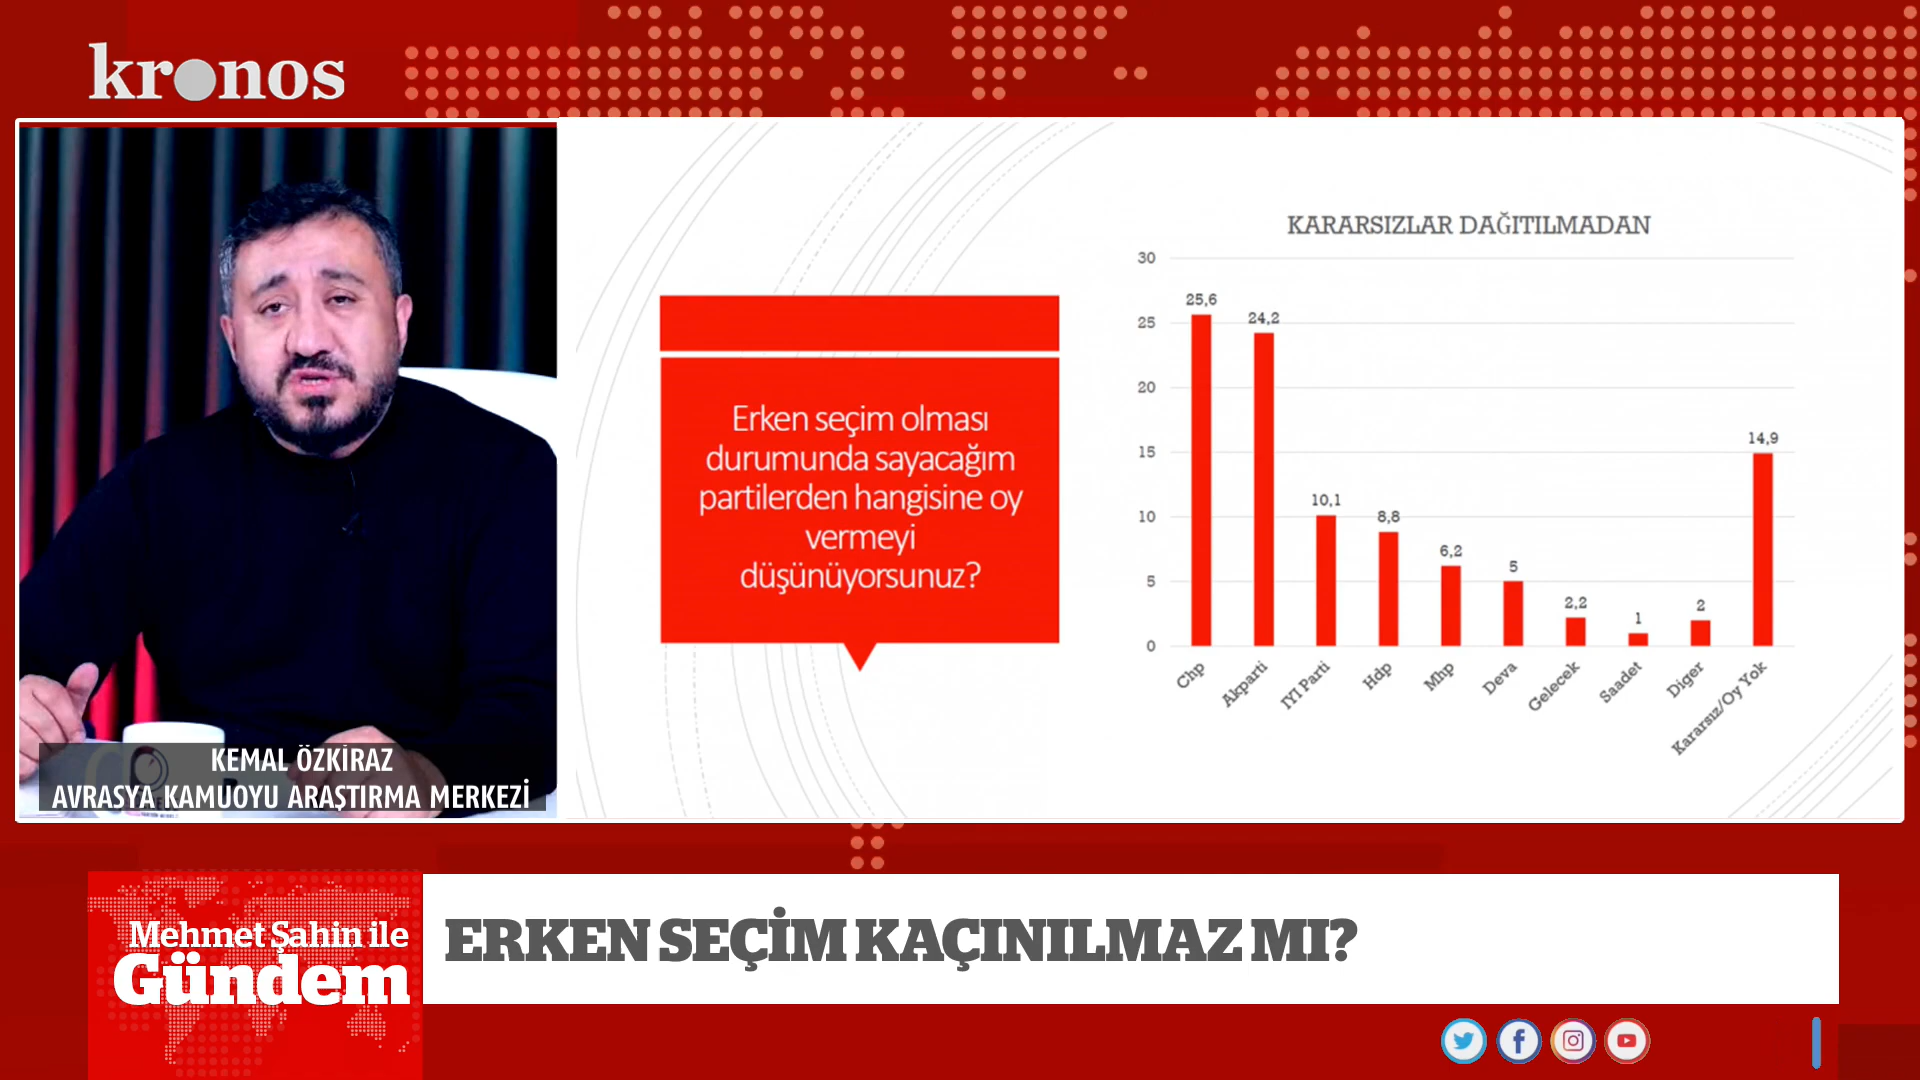 kronos
KEMAL ÖZKİRAZ
AVRASYA KAMUOYU ARAŞTIRMA MERKEZİ
Erken seçim olması
durumunda sayacağım
partilerden hangisine oy
vermeyi
düşünüyorsunuz?
KARARSIZLAR DAĞITILMADAN
30
25
20
15
10
5
0
25,6
24,2
10,1
8,8
6,2
5
2,2
1
2
14,9
Chp
Akparti
IYI Parti
Hdp
Mhp
Deva
Gelecek
Saadet
Diger
Kararsız/Oy Yok
Mehmet Şahin ile
Gündem
ERKEN SEÇİM KAÇINILMAZ MI?